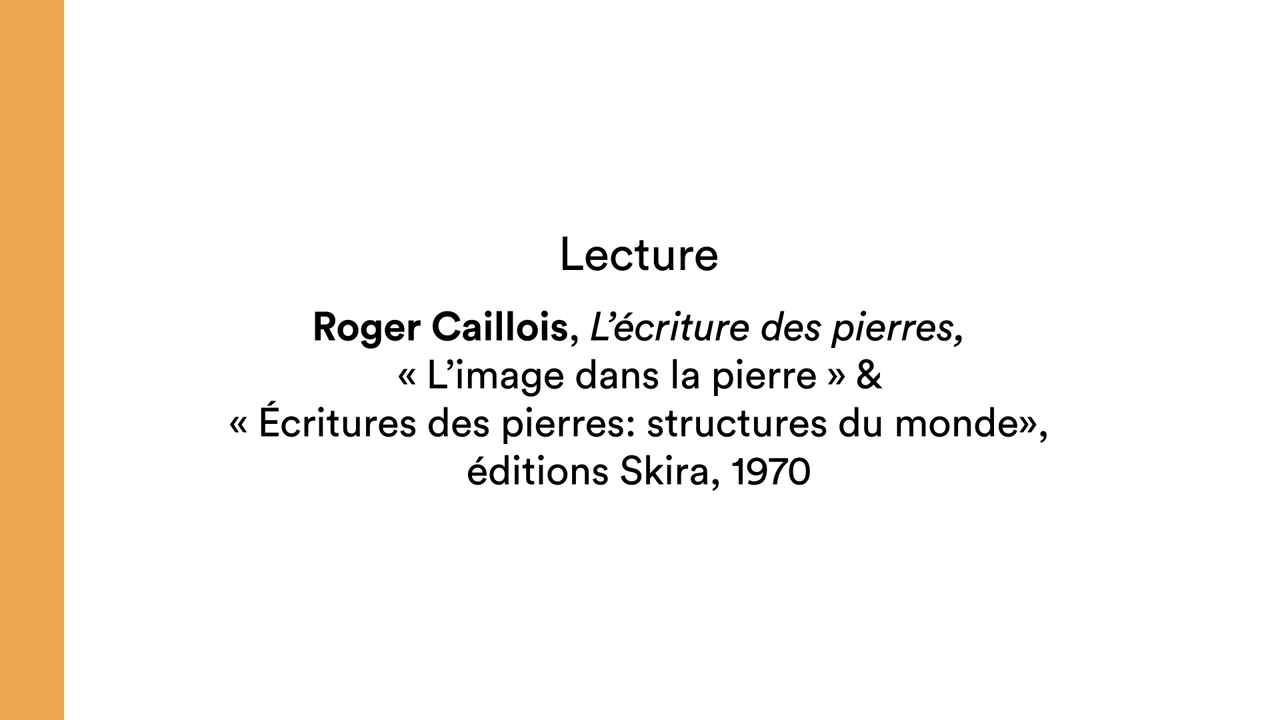 Lecture
Roger Caillois, L’écriture des pierres,
« L’image dans la pierre » &
« Écritures des pierres: structures du monde»,
éditions Skira, 1970